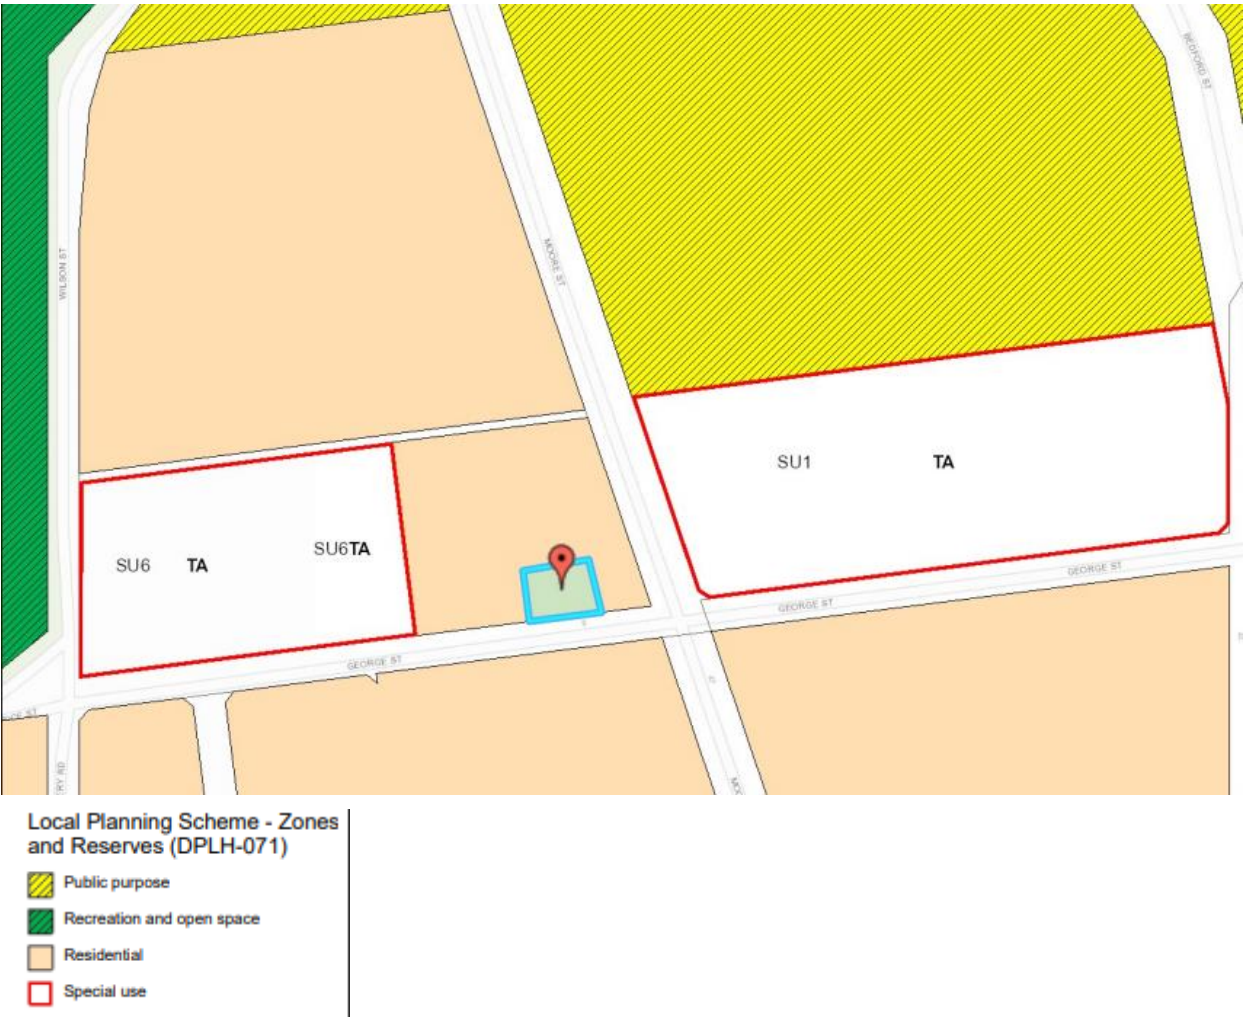 BEDFORD ST
MOORE ST
WILSON ST
SU1 TA
SU6TA
SU6 TA
GEORGE ST
GEORGE ST
GEORGE ST
Local Planning Scheme - Zones
and Reserves (DPLH-071)
Public purpose
Recreation and open space
Residential
Special use